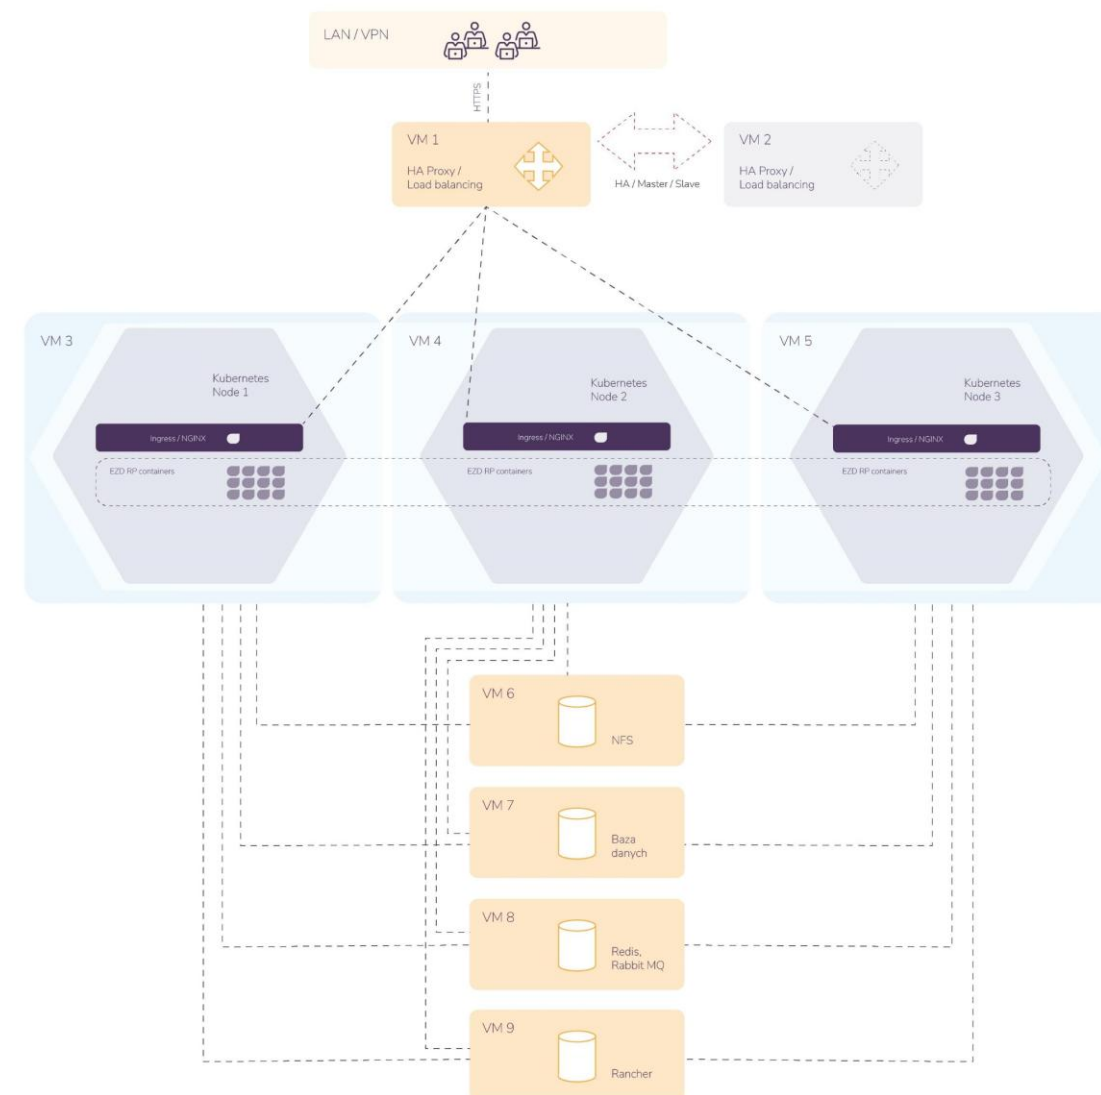 LAN / VPN
HTTPS
VM 1
HA Proxy /
Load balancing
HA / Master / Slave
VM 2
HA Proxy /
Load balancing
VM 3
Kubernetes
Node 1
Ingress / NGINX
EZD RP containers
VM 4
Kubernetes
Node 2
Ingress / NGINX
EZD RP containers
VM 5
Kubernetes
Node 3
Ingress / NGINX
EZD RP containers
VM 6
NFS
VM 7
Baza
danych
VM 8
Redis,
Rabbit MQ
VM 9
Rancher